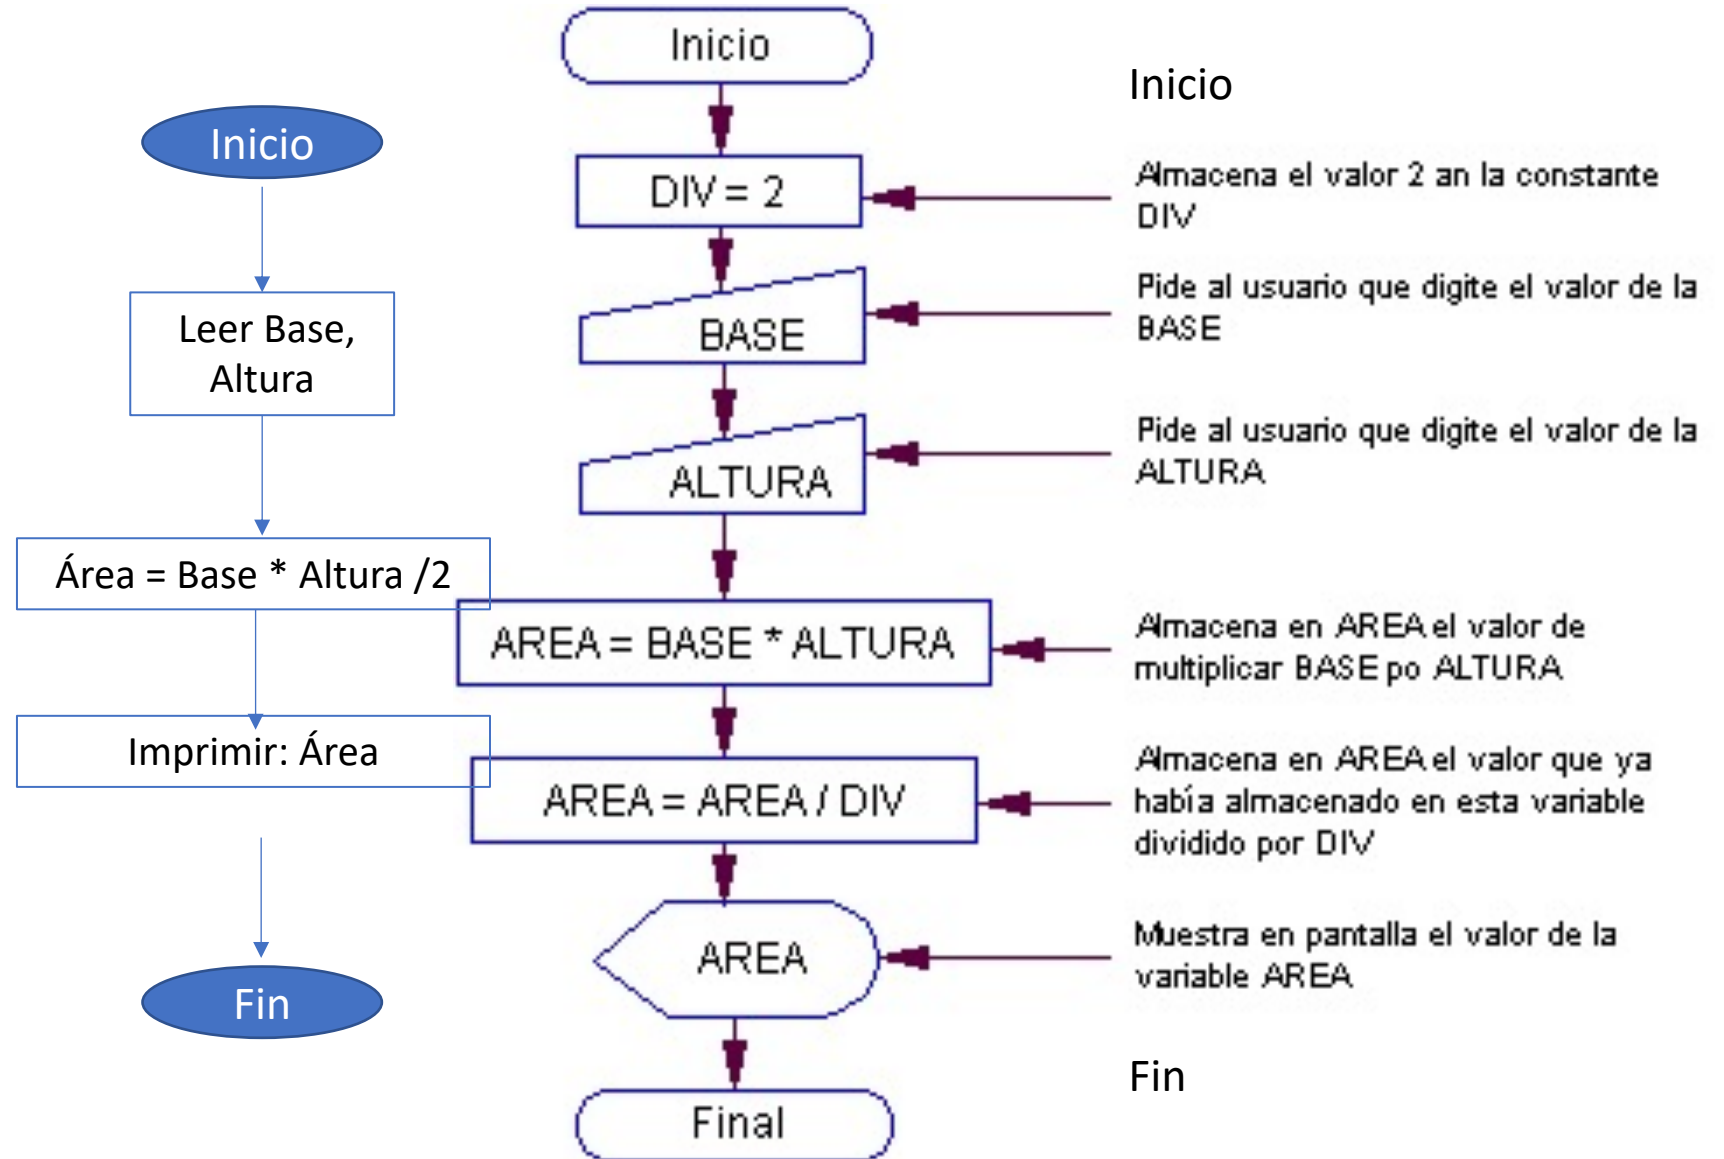 Inicio
Leer Base,
Altura
Área = Base * Altura /2
Imprimir: Área
Fin
Inicio
DIV = 2
BASE
ALTURA
AREA = BASE * ALTURA
AREA = AREA / DIV
AREA
Final
Inicio
Almacena el valor 2 an la constante
DIV
Pide al usuario que digite el valor de la
BASE
Pide al usuario que digite el valor de la
ALTURA
Almacena en AREA el valor de
multiplicar BASE po ALTURA
Almacena en AREA el valor que ya
había almacenado en esta variable
dividido por DIV
Muestra en pantalla el valor de la
variable AREA
Fin